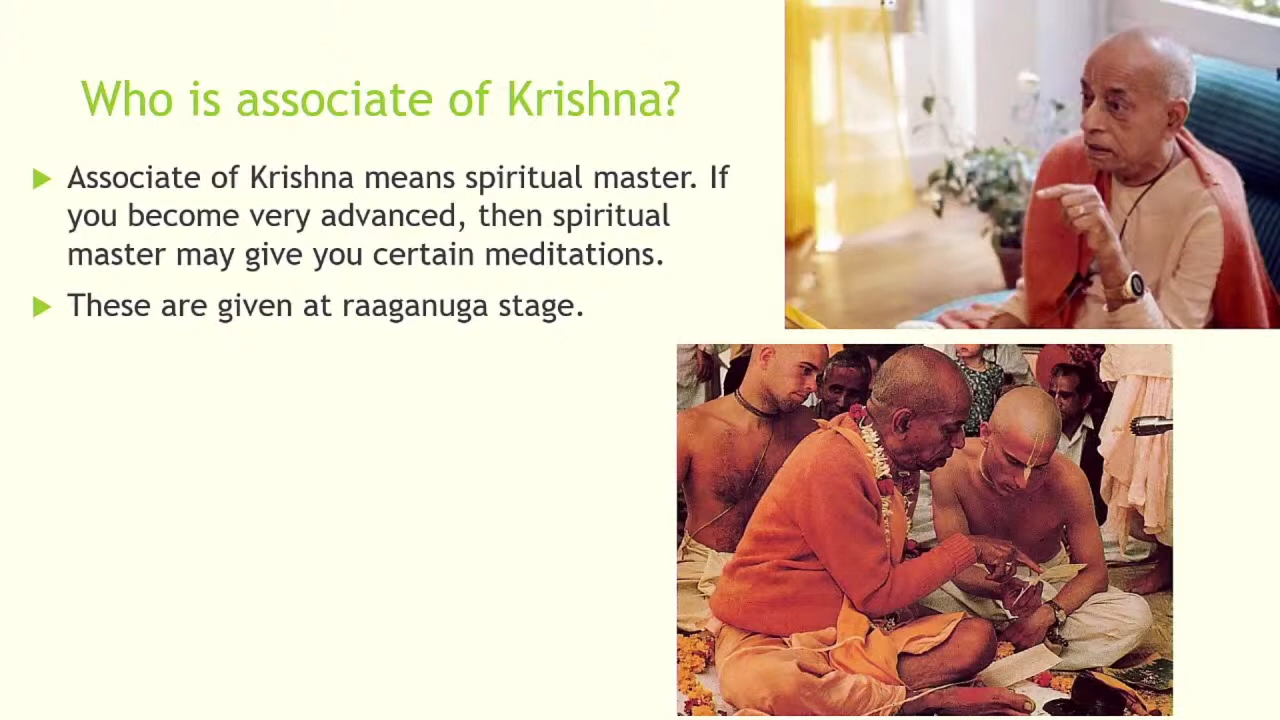 Who is associate of Krishna?
Associate of Krishna means spiritual master. If
you become very advanced, then spiritual
master may give you certain meditations.
These are given at raaganuga stage.